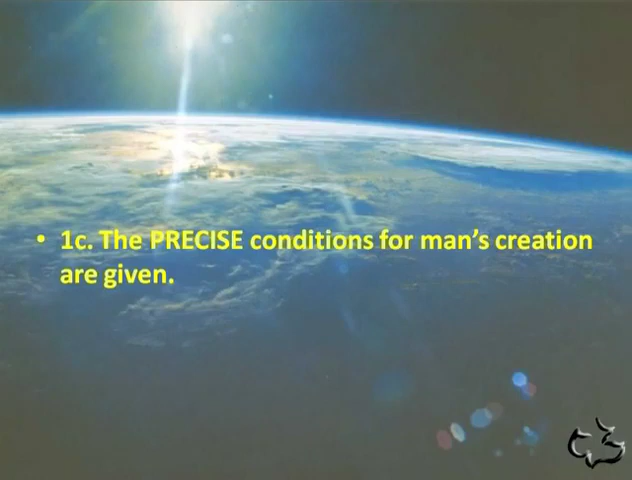 • 1c. The PRECISE conditions for man's creation
are given.